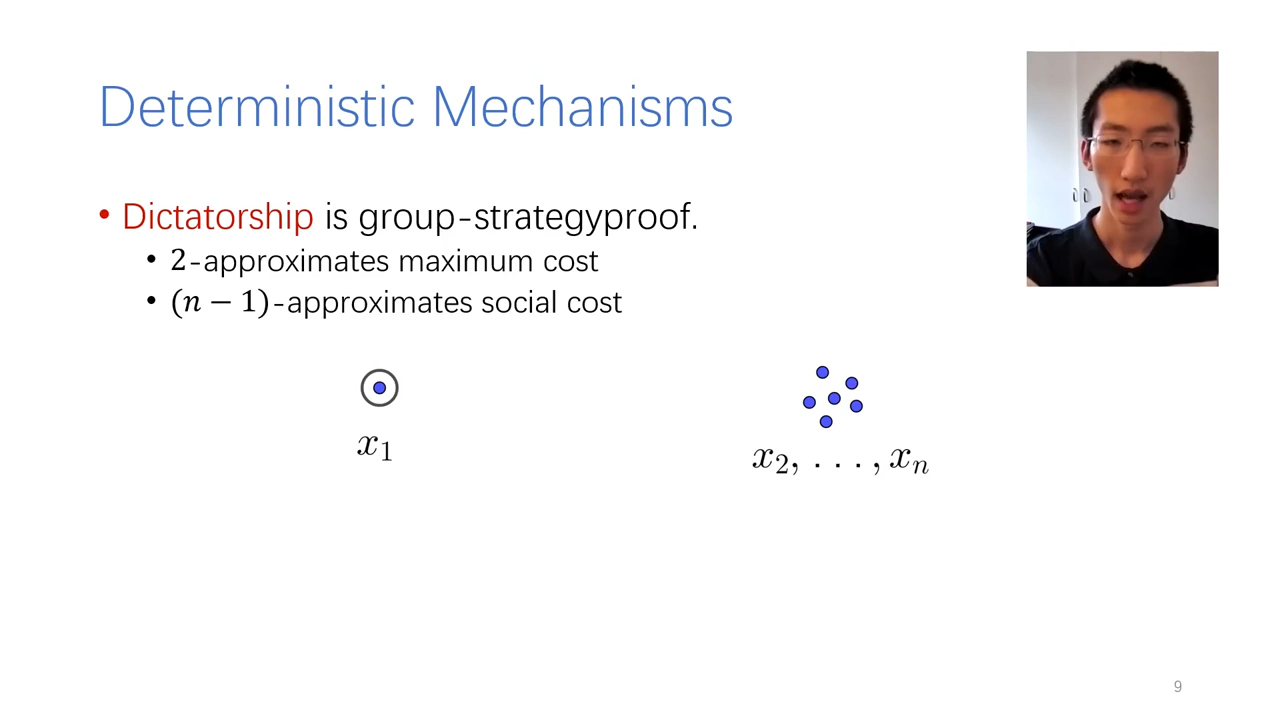 Deterministic Mechanisms
• Dictatorship is group-strategyproof.
• 2-approximates maximum cost
• (n − 1)-approximates social cost
x₁
x₂, . . . , xₙ
9